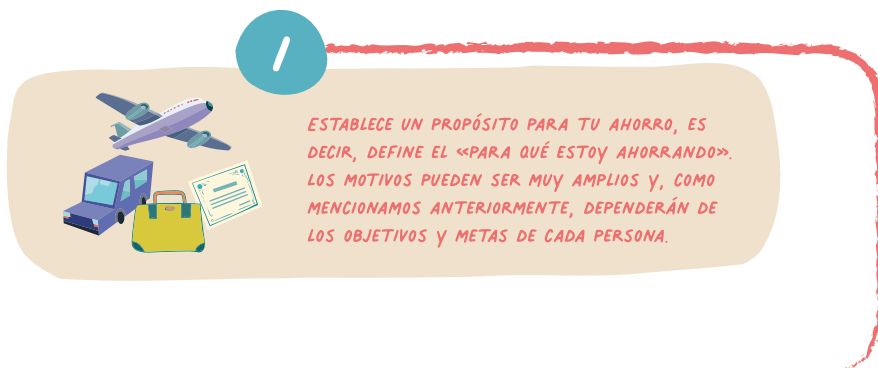 1
ESTABLECE UN PROPÓSITO PARA TU AHORRO, ES
DECIR, DEFINE EL «PARA QUÉ ESTOY AHORRANDO».
LOS MOTIVOS PUEDEN SER MUY AMPLIOS Y, COMO
MENCIONAMOS ANTERIORMENTE, DEPENDERÁN DE
LOS OBJETIVOS Y METAS DE CADA PERSONA.